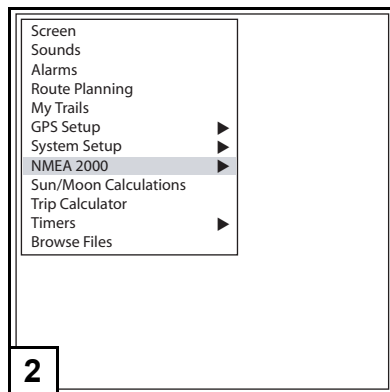 Screen
Sounds
Alarms
Route Planning
My Trails
GPS Setup
System Setup
NMEA 2000
Sun/Moon Calculations
Trip Calculator
Timers
Browse Files
2